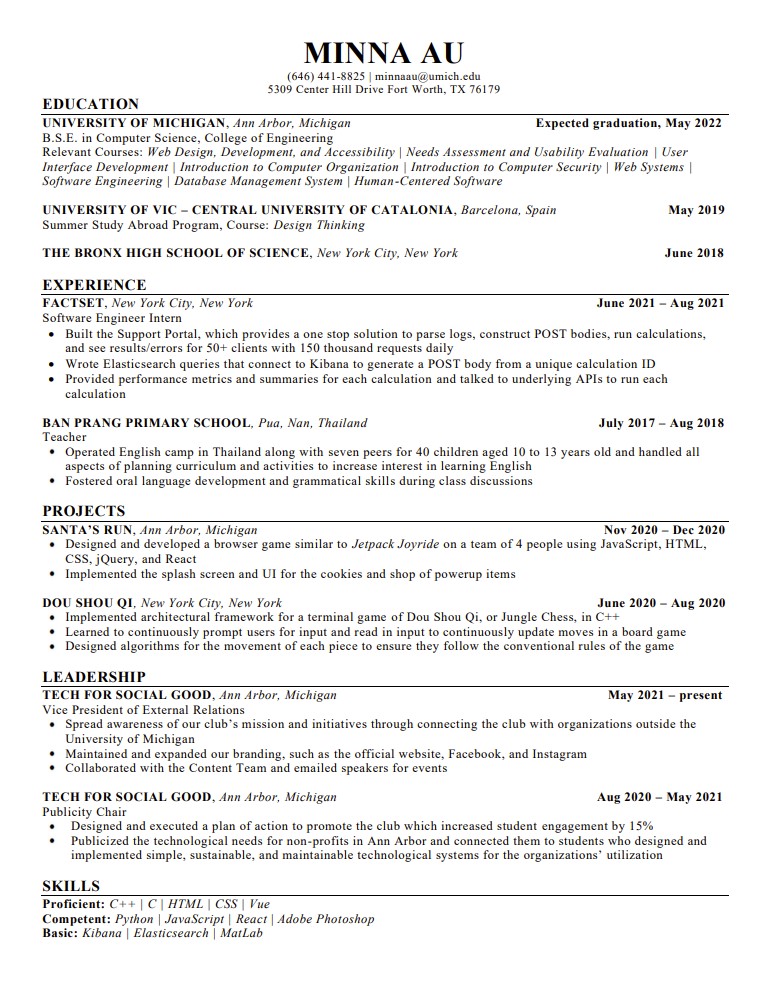 MINNA AU
(646) 441-8825 | minnaau@umich.edu
5309 Center Hill Drive Fort Worth, TX 76179
EDUCATION
UNIVERSITY OF MICHIGAN, Ann Arbor, Michigan Expected graduation, May 2022
B.S.E. in Computer Science, College of Engineering
Relevant Courses: Web Design, Development, and Accessibility | Needs Assessment and Usability Evaluation | User
Interface Development | Introduction to Computer Organization | Introduction to Computer Security | Web Systems |
Software Engineering | Database Management System | Human-Centered Software
UNIVERSITY OF VIC – CENTRAL UNIVERSITY OF CATALONIA, Barcelona, Spain May 2019
Summer Study Abroad Program, Course: Design Thinking
THE BRONX HIGH SCHOOL OF SCIENCE, New York City, New York June 2018
EXPERIENCE
FACTSET, New York City, New York June 2021 – Aug 2021
Software Engineer Intern
• Built the Support Portal, which provides a one stop solution to parse logs, construct POST bodies, run calculations,
and see results/errors for 50+ clients with 150 thousand requests daily
• Wrote Elasticsearch queries that connect to Kibana to generate a POST body from a unique calculation ID
• Provided performance metrics and summaries for each calculation and talked to underlying APIs to run each
calculation
BAN PRANG PRIMARY SCHOOL, Pua, Nan, Thailand July 2017 – Aug 2018
Teacher
• Operated English camp in Thailand along with seven peers for 40 children aged 10 to 13 years old and handled all
aspects of planning curriculum and activities to increase interest in learning English
• Fostered oral language development and grammatical skills during class discussions
PROJECTS
SANTA’S RUN, Ann Arbor, Michigan Nov 2020 – Dec 2020
• Designed and developed a browser game similar to Jetpack Joyride on a team of 4 people using JavaScript, HTML,
CSS, jQuery, and React
• Implemented the splash screen and UI for the cookies and shop of powerup items
DOU SHOU QI, New York City, New York June 2020 – Aug 2020
• Implemented architectural framework for a terminal game of Dou Shou Qi, or Jungle Chess, in C++
• Learned to continuously prompt users for input and read in input to continuously update moves in a board game
• Designed algorithms for the movement of each piece to ensure they follow the conventional rules of the game
LEADERSHIP
TECH FOR SOCIAL GOOD, Ann Arbor, Michigan May 2021 – present
Vice President of External Relations
• Spread awareness of our club’s mission and initiatives through connecting the club with organizations outside the
University of Michigan
• Maintained and expanded our branding, such as the official website, Facebook, and Instagram
• Collaborated with the Content Team and emailed speakers for events
TECH FOR SOCIAL GOOD, Ann Arbor, Michigan Aug 2020 – May 2021
Publicity Chair
• Designed and executed a plan of action to promote the club which increased student engagement by 15%
• Publicized the technological needs for non-profits in Ann Arbor and connected them to students who designed and
implemented simple, sustainable, and maintainable technological systems for the organizations’ utilization
SKILLS
Proficient: C++ | C | HTML | CSS | Vue
Competent: Python | JavaScript | React | Adobe Photoshop
Basic: Kibana | Elasticsearch | MatLab